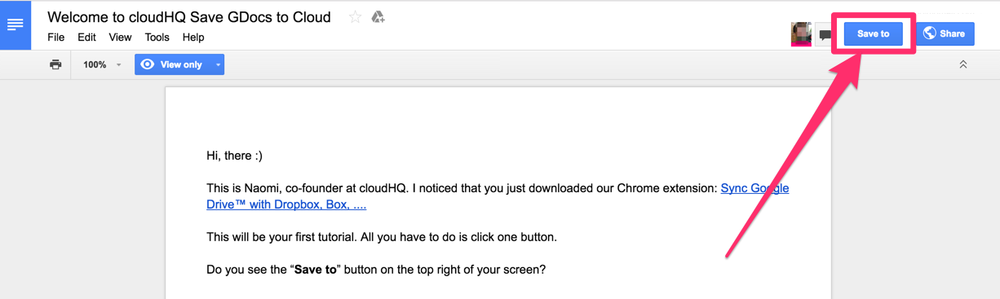 Welcome to cloudHQ Save GDocs to Cloud
File Edit View Tools Help
Save to
Share
100%
View only
Hi, there :)
This is Naomi, co-founder at cloudHQ. I noticed that you just downloaded our Chrome extension: Sync Google
Drive™ with Dropbox, Box, ....
This will be your first tutorial. All you have to do is click one button.
Do you see the “Save to” button on the top right of your screen?